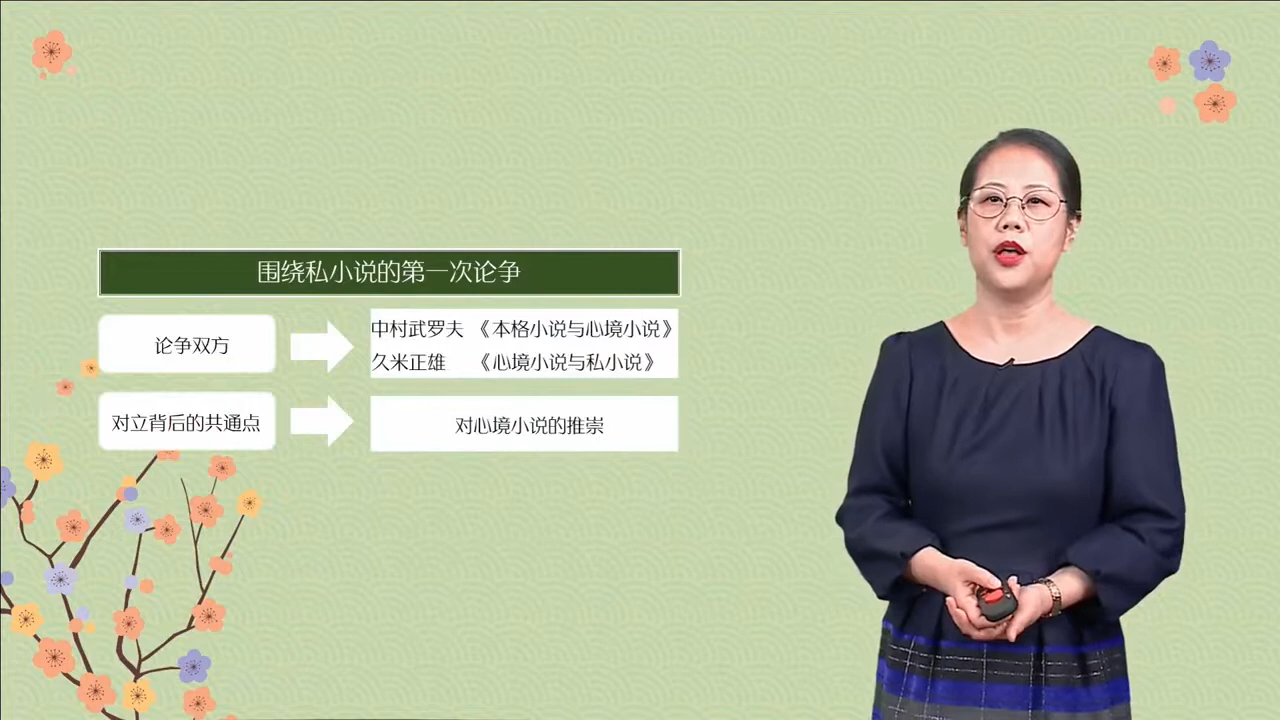 围绕私小说的第一次论争
论争双方
中村武罗夫 《本格小说与心境小说》
久米正雄 《心境小说与私小说》
对立背后的共通点
对心境小说的推崇